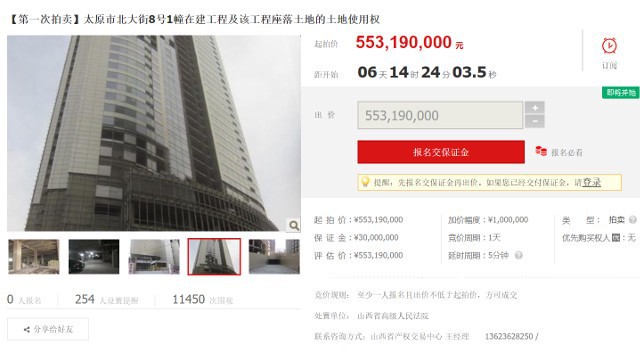 【第一次拍卖】太原市北大街8号1幢在建工程及该工程座落土地的土地使用权
起拍价 553,190,000 元
订阅
距开始 06 天 14 时 24 分 03.5 秒
即将开始
出 价 553,190,000 + −
报名交保证金 报名必看
提醒：先报名交保证金再出价，如果您已经交付保证金，请登录
起 拍 价：¥553,190,000 加价幅度：¥1,000,000 类 型：拍卖
保 证 金：¥30,000,000 竞价周期：1天 优先购买权人：无
评 估 价：¥553,190,000 延时周期：5分钟
0 人报名 254 人设置提醒 11450 次围观
竞价规则：至少一人报名且出价不低于起拍价，方可成交
处置单位：山西省高级人民法院
联系咨询方式：山西省产权交易中心 王经理 13623628250 /
分享给好友